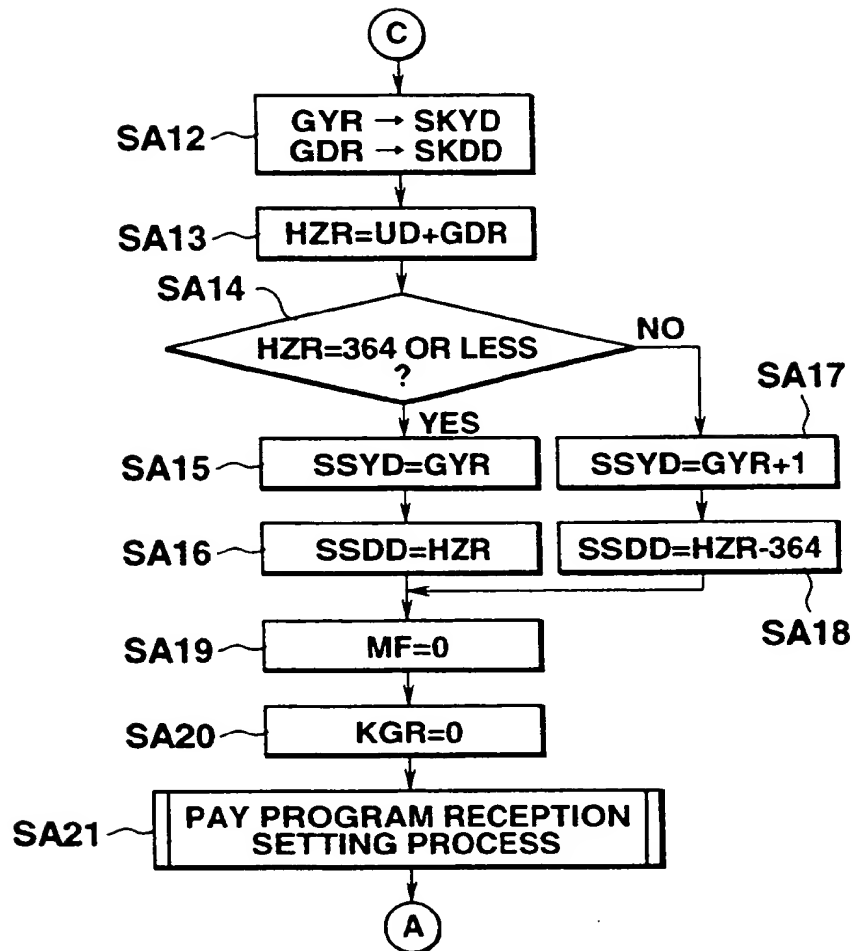 C
SA12
GYR → SKYD
GDR → SKDD
SA13
HZR=UD+GDR
SA14
HZR=364 OR LESS
?
NO
YES
SA17
SA15
SSYD=GYR
SSYD=GYR+1
SA16
SSDD=HZR
SSDD=HZR-364
SA18
SA19
MF=0
SA20
KGR=0
SA21
PAY PROGRAM RECEPTION
SETTING PROCESS
A